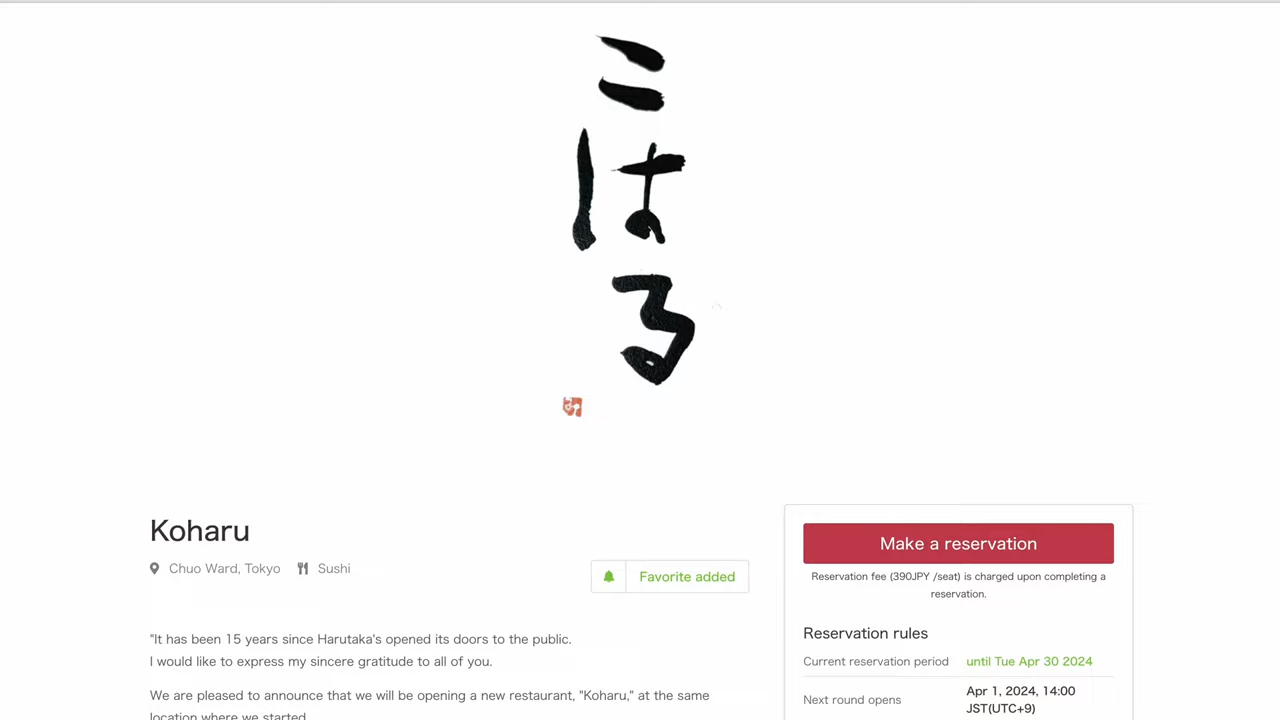 こはる
Koharu
Chuo Ward, Tokyo Sushi
Favorite added
"It has been 15 years since Harutaka's opened its doors to the public.
I would like to express my sincere gratitude to all of you.
We are pleased to announce that we will be opening a new restaurant, "Koharu," at the same
location where we started
Make a reservation
Reservation fee (390JPY /seat) is charged upon completing a
reservation.
Reservation rules
Current reservation period until Tue Apr 30 2024
Next round opens Apr 1, 2024, 14:00
JST(UTC+9)